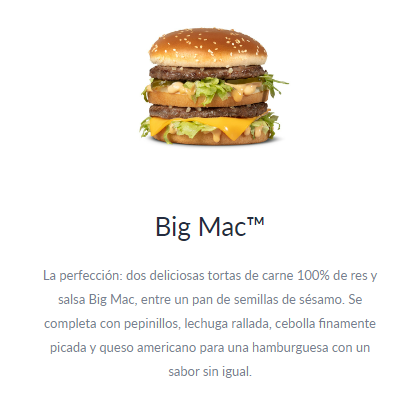 Big Mac™
La perfección: dos deliciosas tortas de carne 100% de res y
salsa Big Mac, entre un pan de semillas de sésamo. Se
completa con pepinillos, lechuga rallada, cebolla finamente
picada y queso americano para una hamburguesa con un
sabor sin igual.